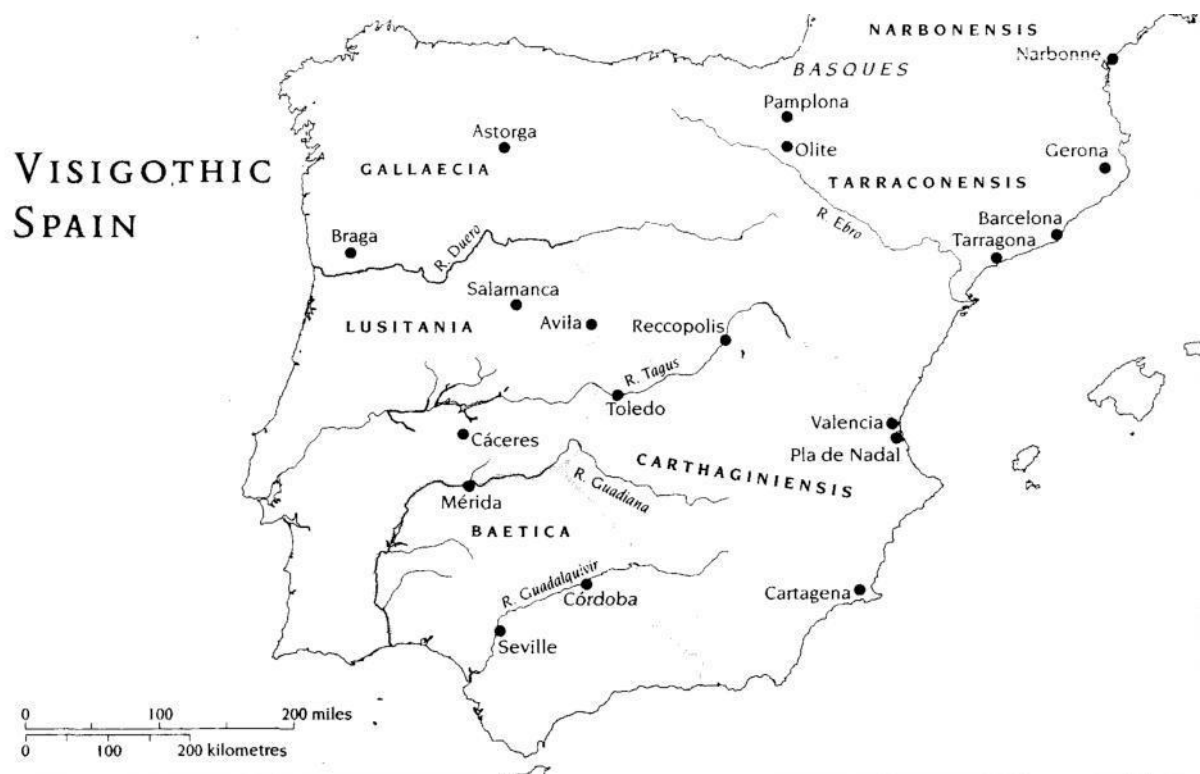 VISIGOTHIC
SPAIN
NARBONENSIS
Narbonne
BASQUES
Pamplona
Astorga
Olite
Gerona
GALLAECIA
TARRACONENSIS
R. Ebro
Barcelona
Tarragona
Braga
R. Duero
Salamanca
LUSITANIA
Avila
Reccopolis
R. Tagus
Toledo
Valencia
Cáceres
Pla de Nadal
CARTHAGINIENSIS
R. Guadiana
Mérida
BAETICA
R. Guadalquivir
Córdoba
Cartagena
Seville
0 100 200 miles
0 100 200 kilometres